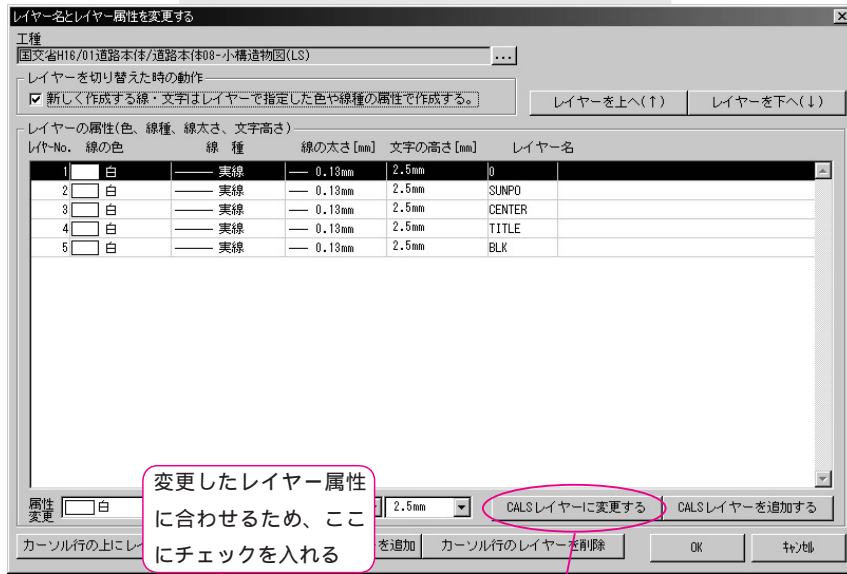 レイヤー名とレイヤー属性を変更する
工種
国交省H16/01道路本体/道路本体08-小構造物図(LS)
...
レイヤーを切り替えた時の動作
新しく作成する線・文字はレイヤーで指定した色や線種の属性で作成する。
レイヤーを上へ(↑)
レイヤーを下へ(↓)
レイヤーの属性(色、線種、線太さ、文字高さ)
ﾚｲﾔｰNo. 線の色 線 種 線の太さ[mm] 文字の高さ[mm] レイヤー名
1 白 実線 0.13mm 2.5mm 0
2 白 実線 0.13mm 2.5mm SUNPO
3 白 実線 0.13mm 2.5mm CENTER
4 白 実線 0.13mm 2.5mm TITLE
5 白 実線 0.13mm 2.5mm BLK
変更したレイヤー属性
に合わせるため、ここ
にチェックを入れる
属性
変更
白
2.5mm
CALSレイヤーに変更する
CALSレイヤーを追加する
カーソル行の上にレイ
を追加
カーソル行のレイヤーを削除
OK
ｷｬﾝｾﾙ